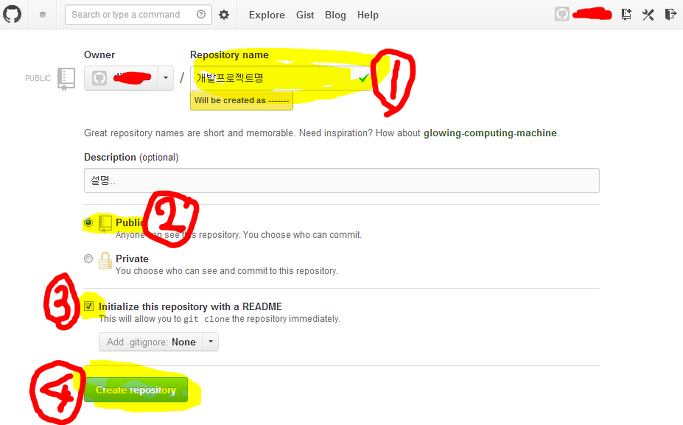 Search or type a command
Explore Gist Blog Help
Owner
Repository name
PUBLIC
/
개발프로젝트명
1
Will be created as -------
Great repository names are short and memorable. Need inspiration? How about glowing-computing-machine.
Description (optional)
설명..
Public
2
Anyone can see this repository. You choose who can commit.
Private
You choose who can see and commit to this repository.
3
Initialize this repository with a README
This will allow you to git clone the repository immediately.
Add .gitignore: None
4
Create repository